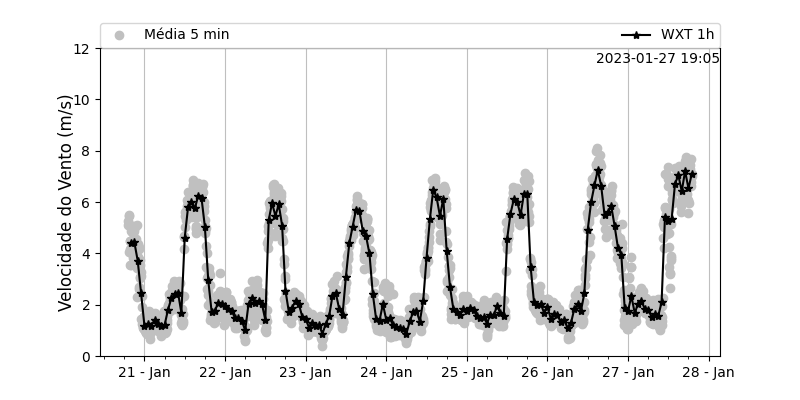 Média 5 min
WXT 1h
2023-01-27 19:05
Velocidade do Vento (m/s)
12
10
8
6
4
2
0
21 - Jan
22 - Jan
23 - Jan
24 - Jan
25 - Jan
26 - Jan
27 - Jan
28 - Jan